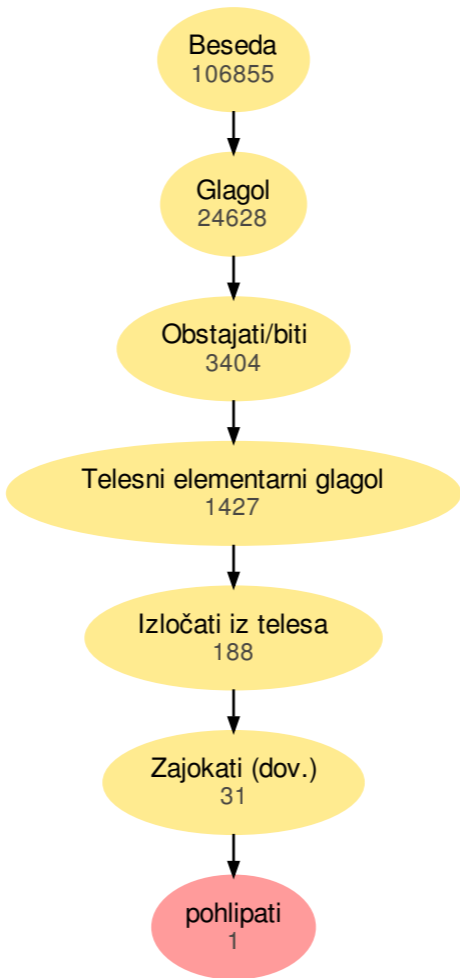 Beseda
106855
Glagol
24628
Obstajati/biti
3404
Telesni elementarni glagol
1427
Izločati iz telesa
188
Zajokati (dov.)
31
pohlipati
1